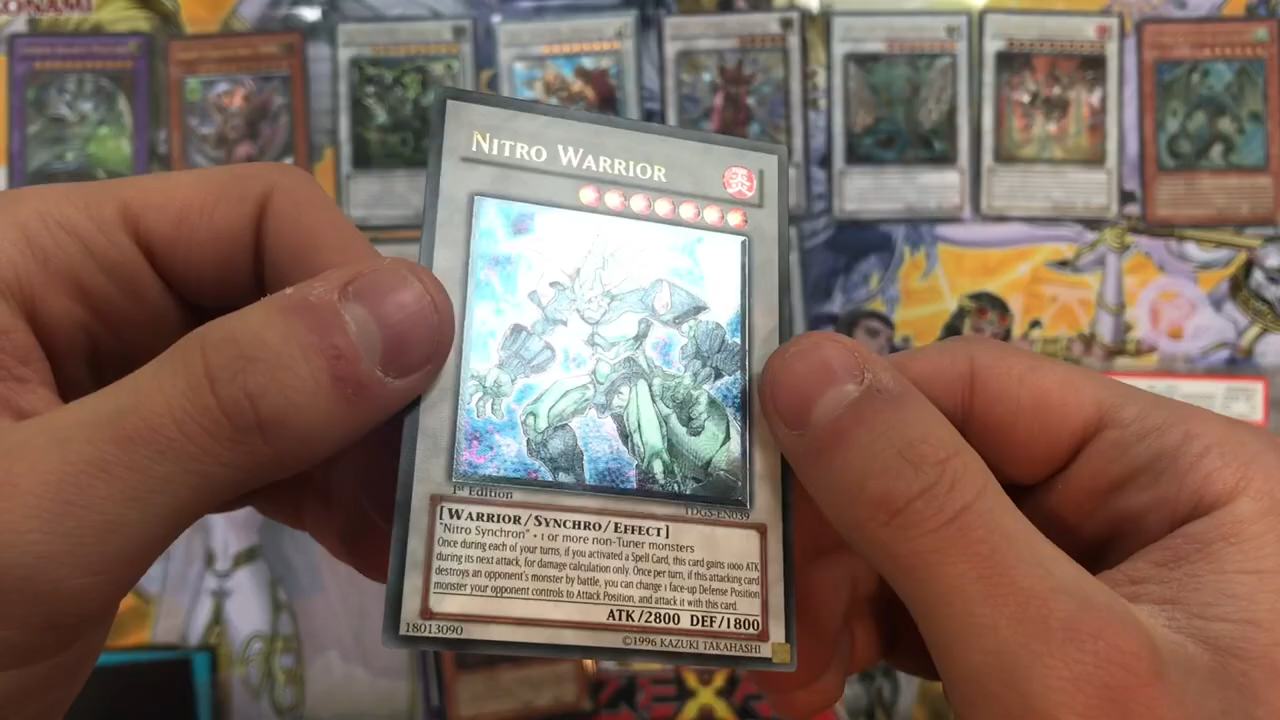 KONAMI
NITRO WARRIOR
炎
1st Edition
TDGS-EN039
[WARRIOR/SYNCHRO/EFFECT]
"Nitro Synchron" + 1 or more non-Tuner monsters
Once during each of your turns, if you activated a Spell Card, this card gains 1000 ATK
during its next attack, for damage calculation only. Once per turn, if this attacking card
destroys an opponent's monster by battle, you can change 1 face-up Defense Position
monster your opponent controls to Attack Position, and attack it with this card.
ATK/2800 DEF/1800
18013090
©1996 KAZUKI TAKAHASHI